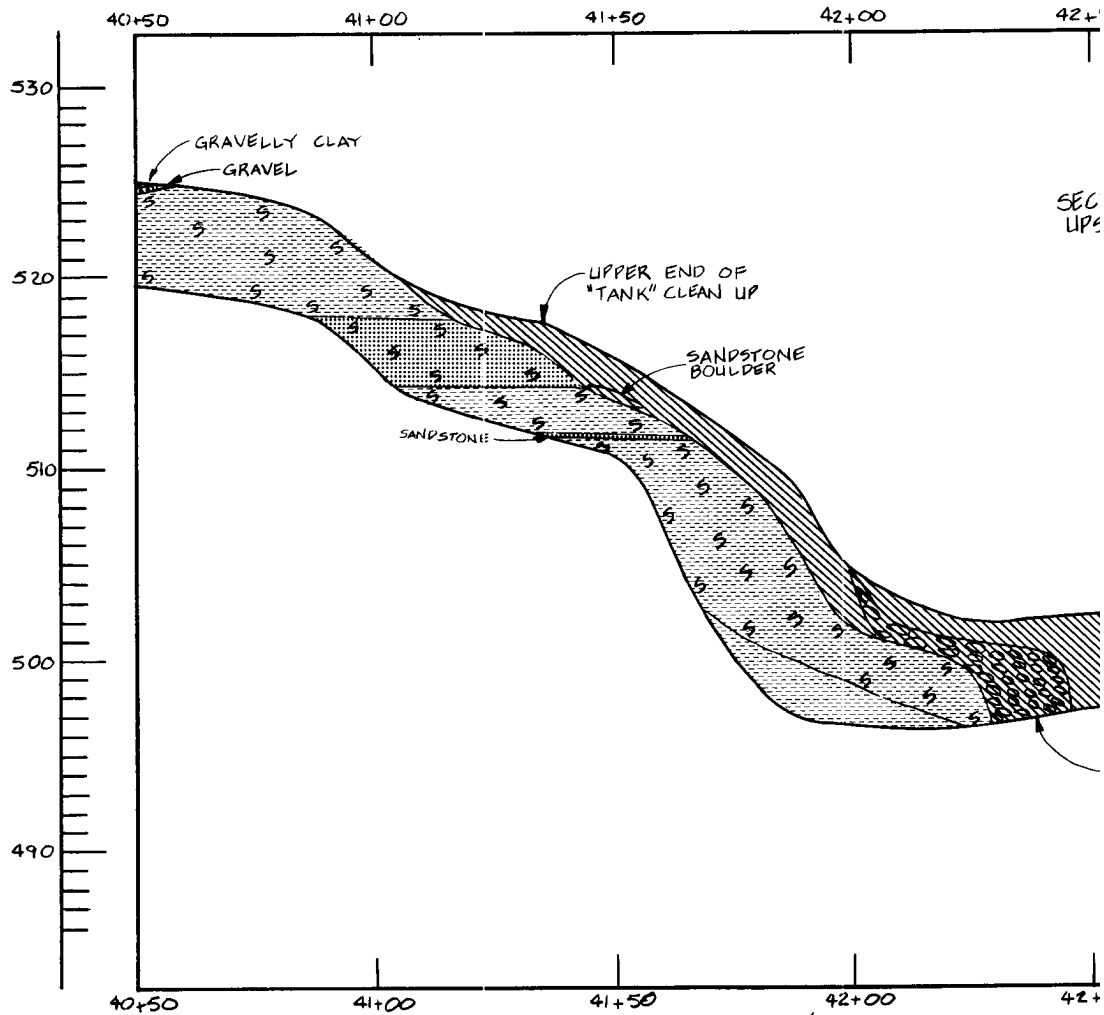 40+50 41+00 41+50 42+00
530
GRAVELLY CLAY
GRAVEL
520
UPPER END OF
"TANK" CLEAN UP
SANDSTONE
BOULDER
SANDSTONE
510
500
490
40+50 41+00 41+50 42+00